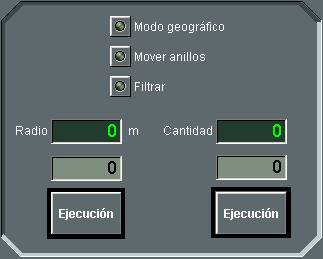 Modo geográfico
Mover anillos
Filtrar
Radio 0 m Cantidad 0
0 0
Ejecución Ejecución